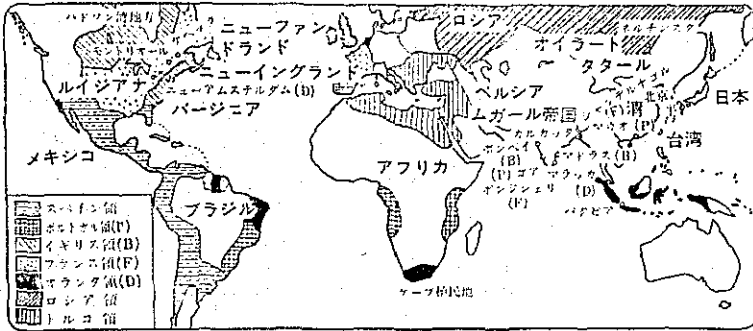 ハドソン湾地方
モントリオール
ルイジアナ
メキシコ
ニューファン
ドランド
ニューイングランド
ニューアムステルダム(D)
バージニア
ブラジル
ロシア
ネルチンスク
オイラート
タタール
ペルシア
ムガール帝国
北京
日本
台湾
カルカッタ
マカオ(P)
ボンベイ
(B)
(P)ゴア
ポンジシェリ
(F)
マドラス(B)
マラッカ
(D)
バタビア
アフリカ
ケープ植民地
スペイン領
ポルトガル領(P)
イギリス領(B)
フランス領(F)
オランダ領(D)
ロシア領
トルコ領